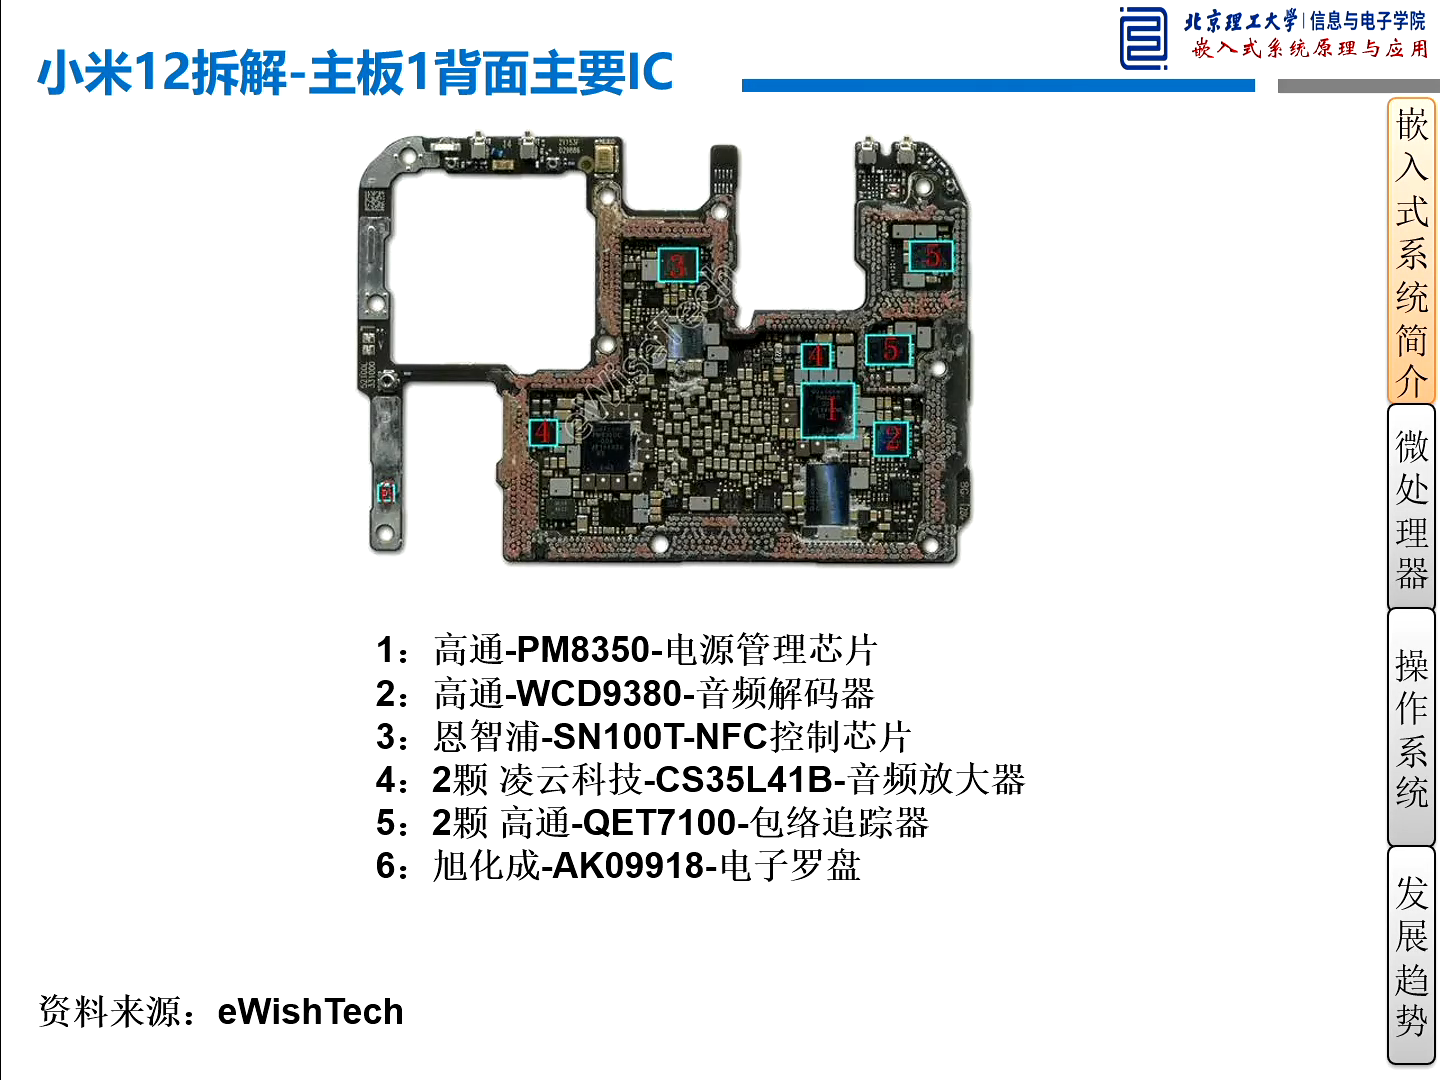 北京理工大学|信息与电子学院
嵌入式系统原理与应用
小米12拆解-主板1背面主要IC
3
5
4
5
1
4
2
1：高通-PM8350-电源管理芯片
2：高通-WCD9380-音频解码器
3：恩智浦-SN100T-NFC控制芯片
4：2颗 凌云科技-CS35L41B-音频放大器
5：2颗 高通-QET7100-包络追踪器
6：旭化成-AK09918-电子罗盘
资料来源：eWishTech
嵌入式系统简介
微处理器
操作系统
发展趋势
eWiseTech